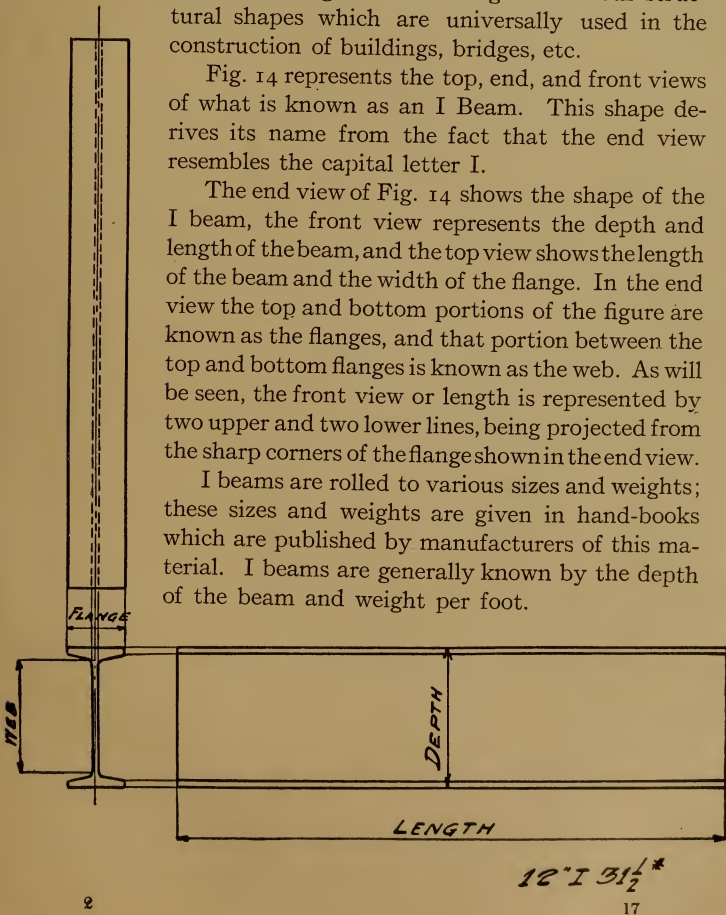 tural shapes which are universally used in the
construction of buildings, bridges, etc.
Fig. 14 represents the top, end, and front views
of what is known as an I Beam. This shape de-
rives its name from the fact that the end view
resembles the capital letter I.
The end view of Fig. 14 shows the shape of the
I beam, the front view represents the depth and
length of the beam, and the top view shows the length
of the beam and the width of the flange. In the end
view the top and bottom portions of the figure are
known as the flanges, and that portion between the
top and bottom flanges is known as the web. As will
be seen, the front view or length is represented by
two upper and two lower lines, being projected from
the sharp corners of the flange shown in the end view.
I beams are rolled to various sizes and weights;
these sizes and weights are given in hand-books
which are published by manufacturers of this ma-
terial. I beams are generally known by the depth
of the beam and weight per foot.
FLANGE
WEB
DEPTH
LENGTH
12"I 31½#
2
17